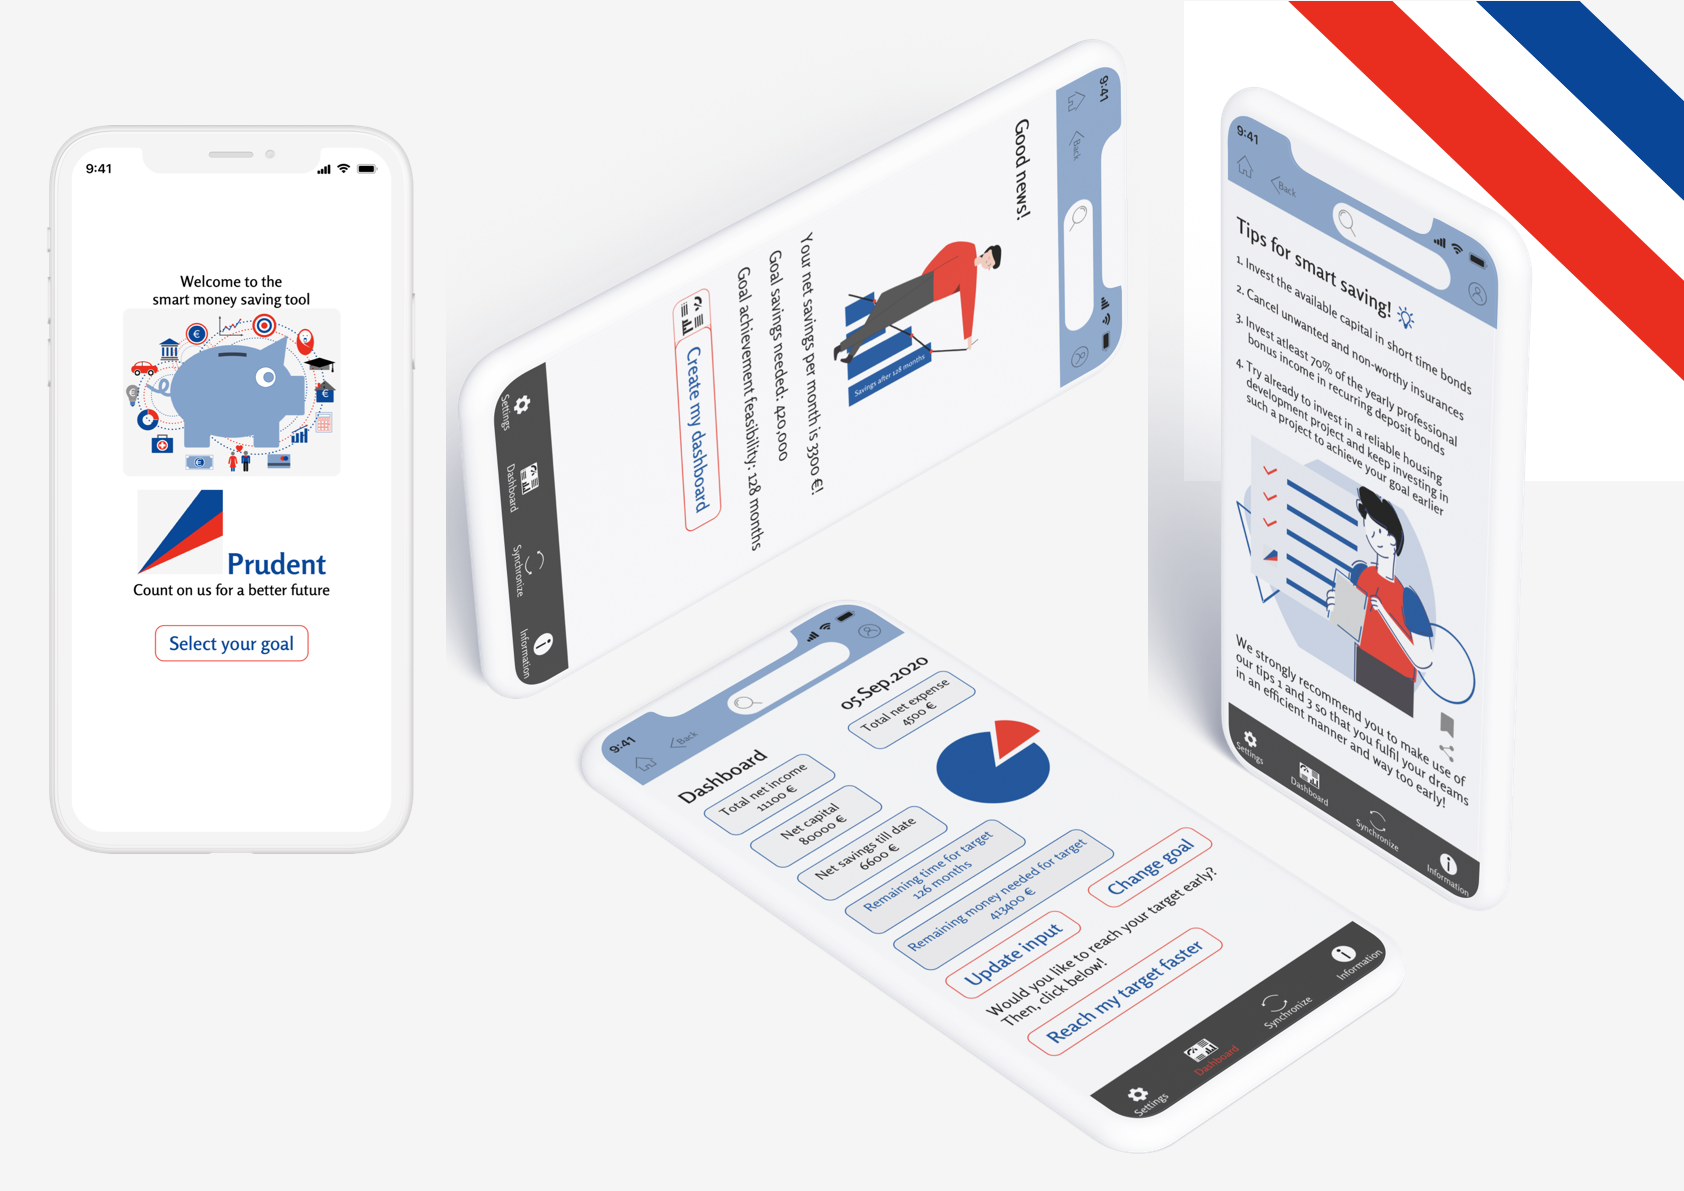 9:41
Welcome to the
smart money saving tool
Prudent
Count on us for a better future
Select your goal
9:41
Back
Good news!
Savings after 128 months
Your net savings per month is 3300 €!
Goal savings needed: 420,000
Goal achievement feasibility: 128 months
Create my dashboard
Settings
Dashboard
Synchronize
Information
9:41
Back
Dashboard
05.Sep.2020
Total net income
11100 €
Total net expense
4500 €
Net capital
80000 €
Net savings till date
6600 €
Remaining time for target
126 months
Remaining money needed for target
413400 €
Update input
Change goal
Would you like to reach your target early?
Then, click below!
Reach my target faster
Settings
Dashboard
Synchronize
Information
9:41
Back
Tips for smart saving!
1. Invest the available capital in short time bonds
2. Cancel unwanted and non-worthy insurances
3. Invest atleast 70% of the yearly professional
bonus income in recurring deposit bonds
4. Try already to invest in a reliable housing
development project and keep investing in
such a project to achieve your goal earlier
We strongly recommend you to make use of
our tips 1 and 3 so that you fulfil your dreams
in an efficient manner and way too early!
Settings
Dashboard
Synchronize
Information